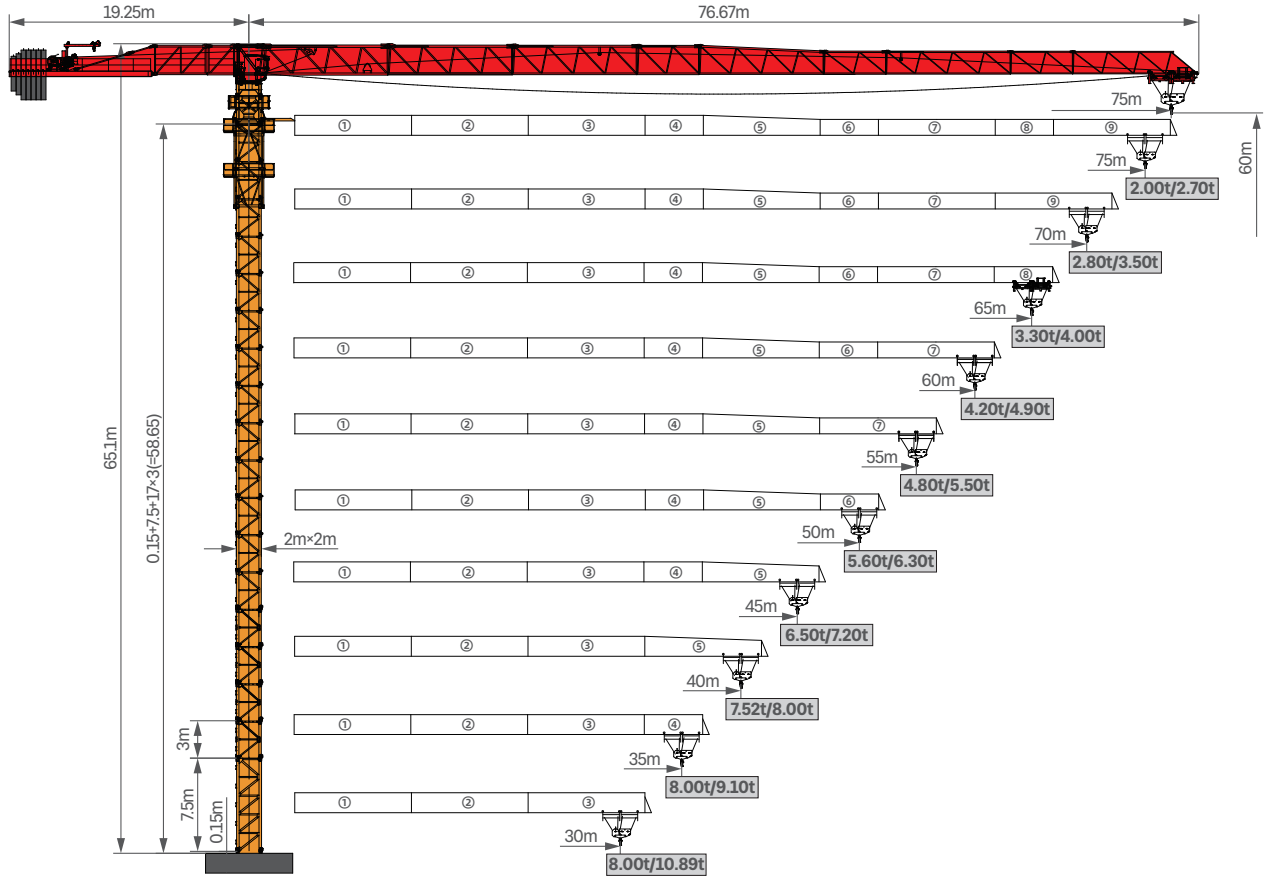 19.25m 76.67m
75m
① ② ③ ④ ⑤ ⑥ ⑦ ⑧ ⑨
75m
60m
2.00t/2.70t
① ② ③ ④ ⑤ ⑥ ⑦ ⑨
70m
2.80t/3.50t
① ② ③ ④ ⑤ ⑥ ⑦ ⑧
65m
3.30t/4.00t
① ② ③ ④ ⑤ ⑥ ⑦
60m
4.20t/4.90t
① ② ③ ④ ⑤ ⑦
55m
4.80t/5.50t
65.1m
0.15+7.5+17×3(=58.65)
① ② ③ ④ ⑤ ⑥
50m
2m×2m
5.60t/6.30t
① ② ③ ④ ⑤
45m
6.50t/7.20t
① ② ③ ⑤
40m
7.52t/8.00t
① ② ③ ④
3m
35m
8.00t/9.10t
① ② ③
7.5m
0.15m
30m
8.00t/10.89t